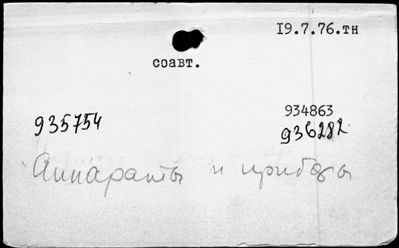 19.7.76.тн
соавт.
934863
935754 936282
Аппараты и приборы